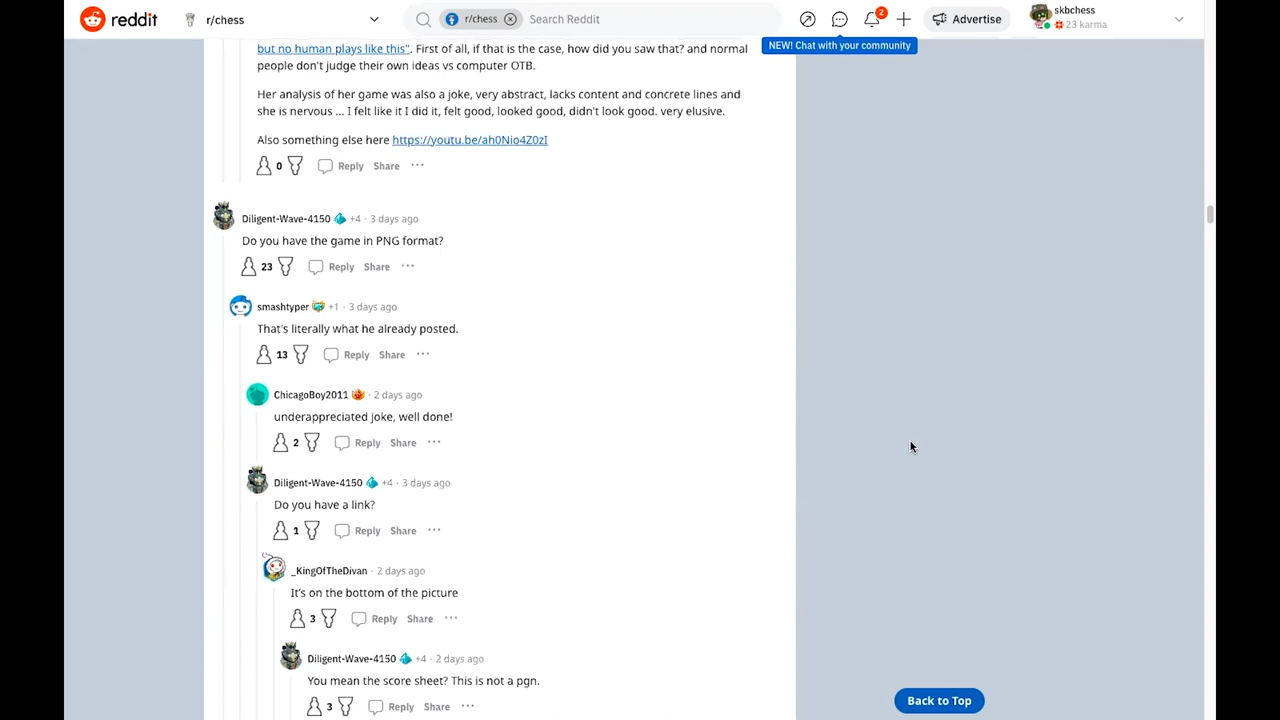 reddit
r/chess
r/chess
Search Reddit
2
Advertise
skbchess
23 karma
NEW! Chat with your community
but no human plays like this". First of all, if that is the case, how did you saw that? and normal
people don't judge their own ideas vs computer OTB.
Her analysis of her game was also a joke, very abstract, lacks content and concrete lines and
she is nervous ... I felt like it I did it, felt good, looked good, didn't look good. very elusive.
Also something else here https://youtu.be/ah0Nio4Z0zI
0 Reply Share ...
Diligent-Wave-4150 +4 · 3 days ago
Do you have the game in PNG format?
23 Reply Share ...
smashtyper +1 · 3 days ago
That's literally what he already posted.
13 Reply Share ...
ChicagoBoy2011 · 2 days ago
underappreciated joke, well done!
2 Reply Share ...
Diligent-Wave-4150 +4 · 3 days ago
Do you have a link?
1 Reply Share ...
_KingOfTheDivan · 2 days ago
It's on the bottom of the picture
3 Reply Share ...
Diligent-Wave-4150 +4 · 2 days ago
You mean the score sheet? This is not a pgn.
3 Reply Share ...
Back to Top